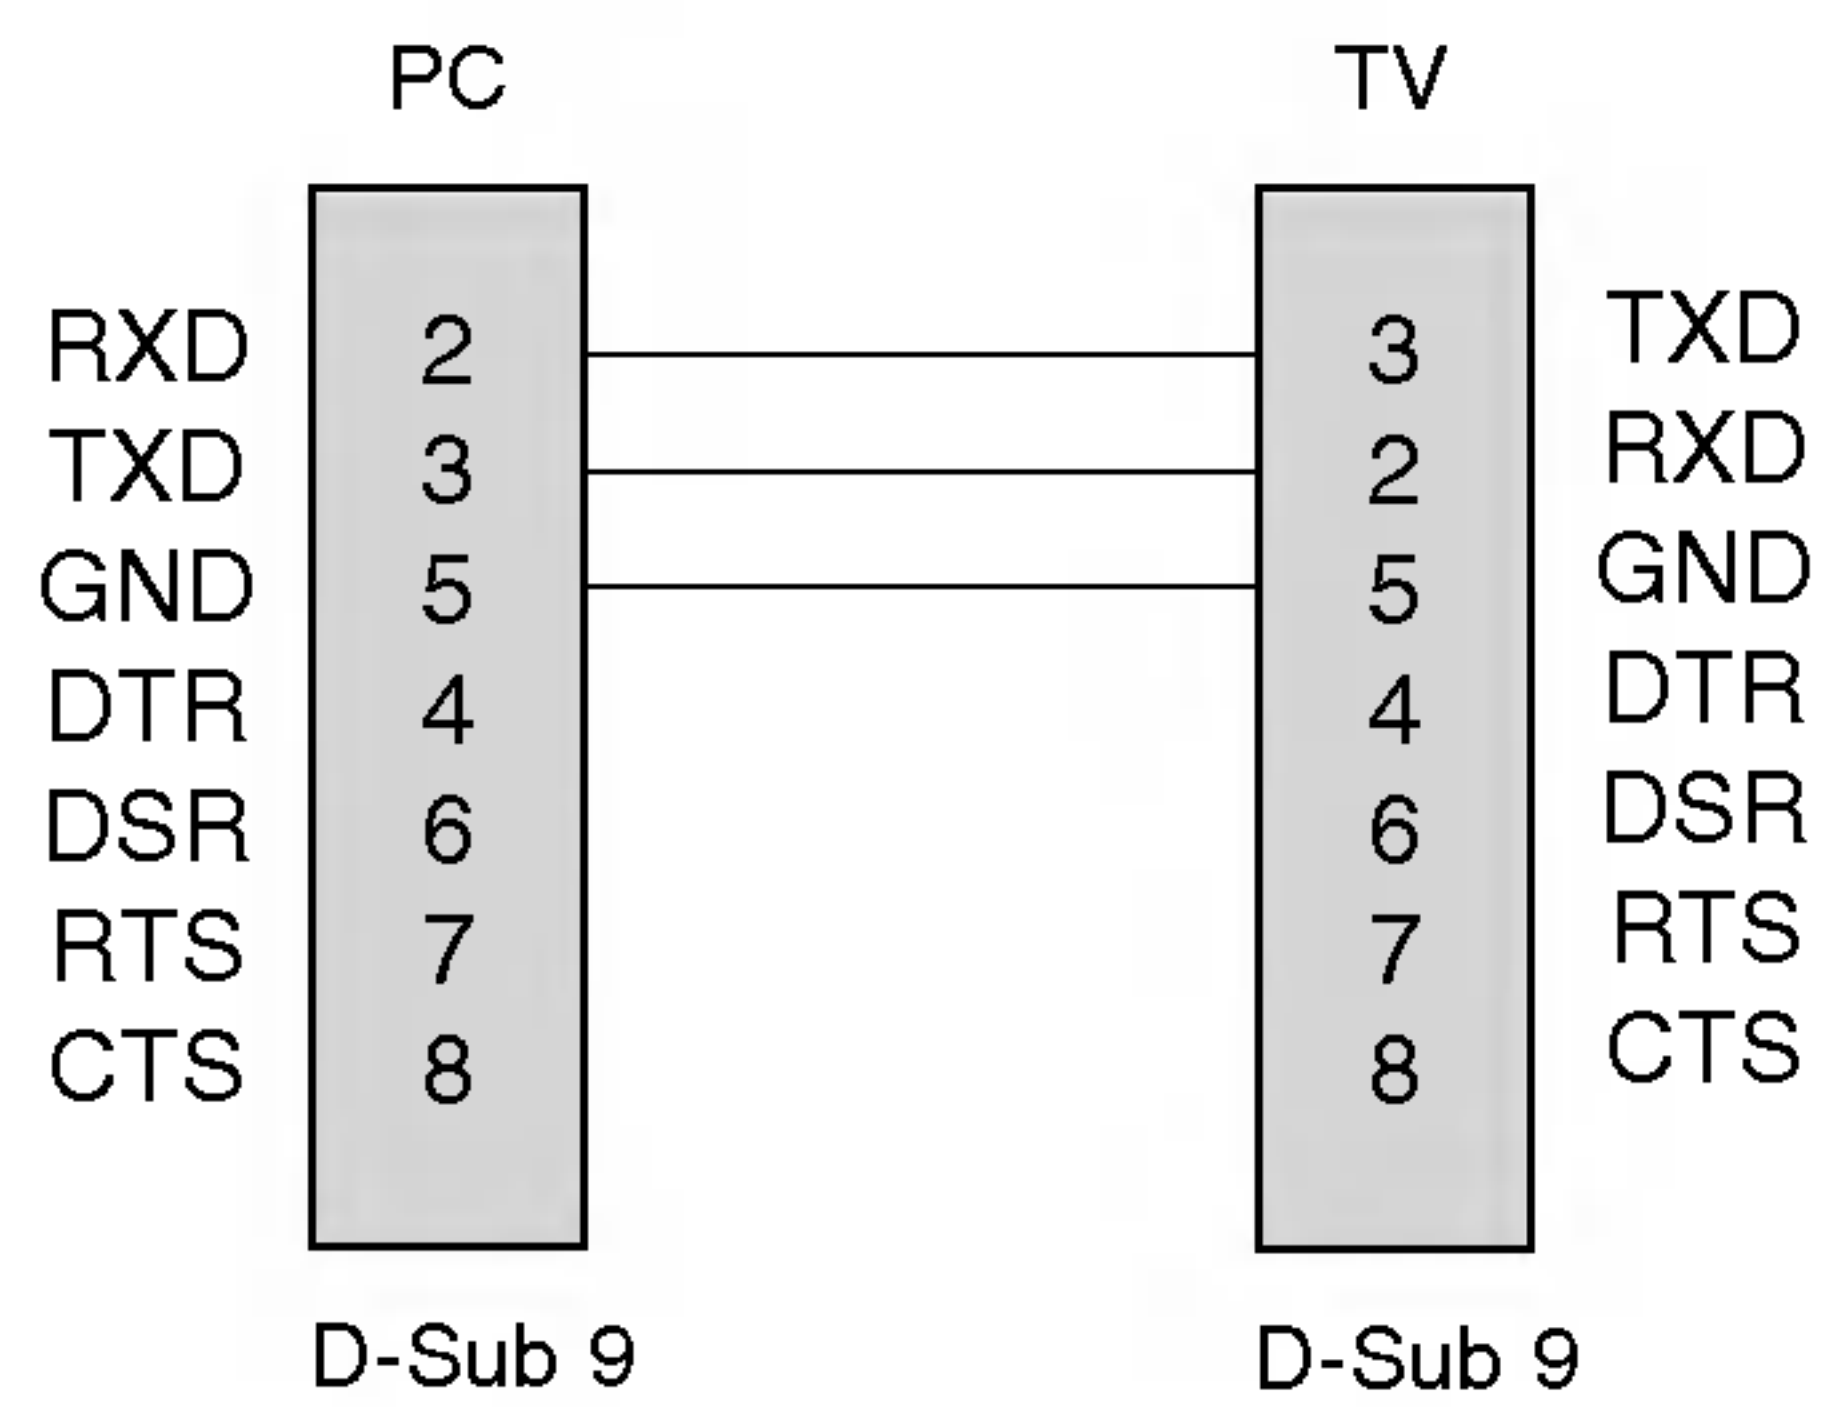 PC TV
RXD 2 3 TXD
TXD 3 2 RXD
GND 5 5 GND
DTR 4 4 DTR
DSR 6 6 DSR
RTS 7 7 RTS
CTS 8 8 CTS
D-Sub 9 D-Sub 9